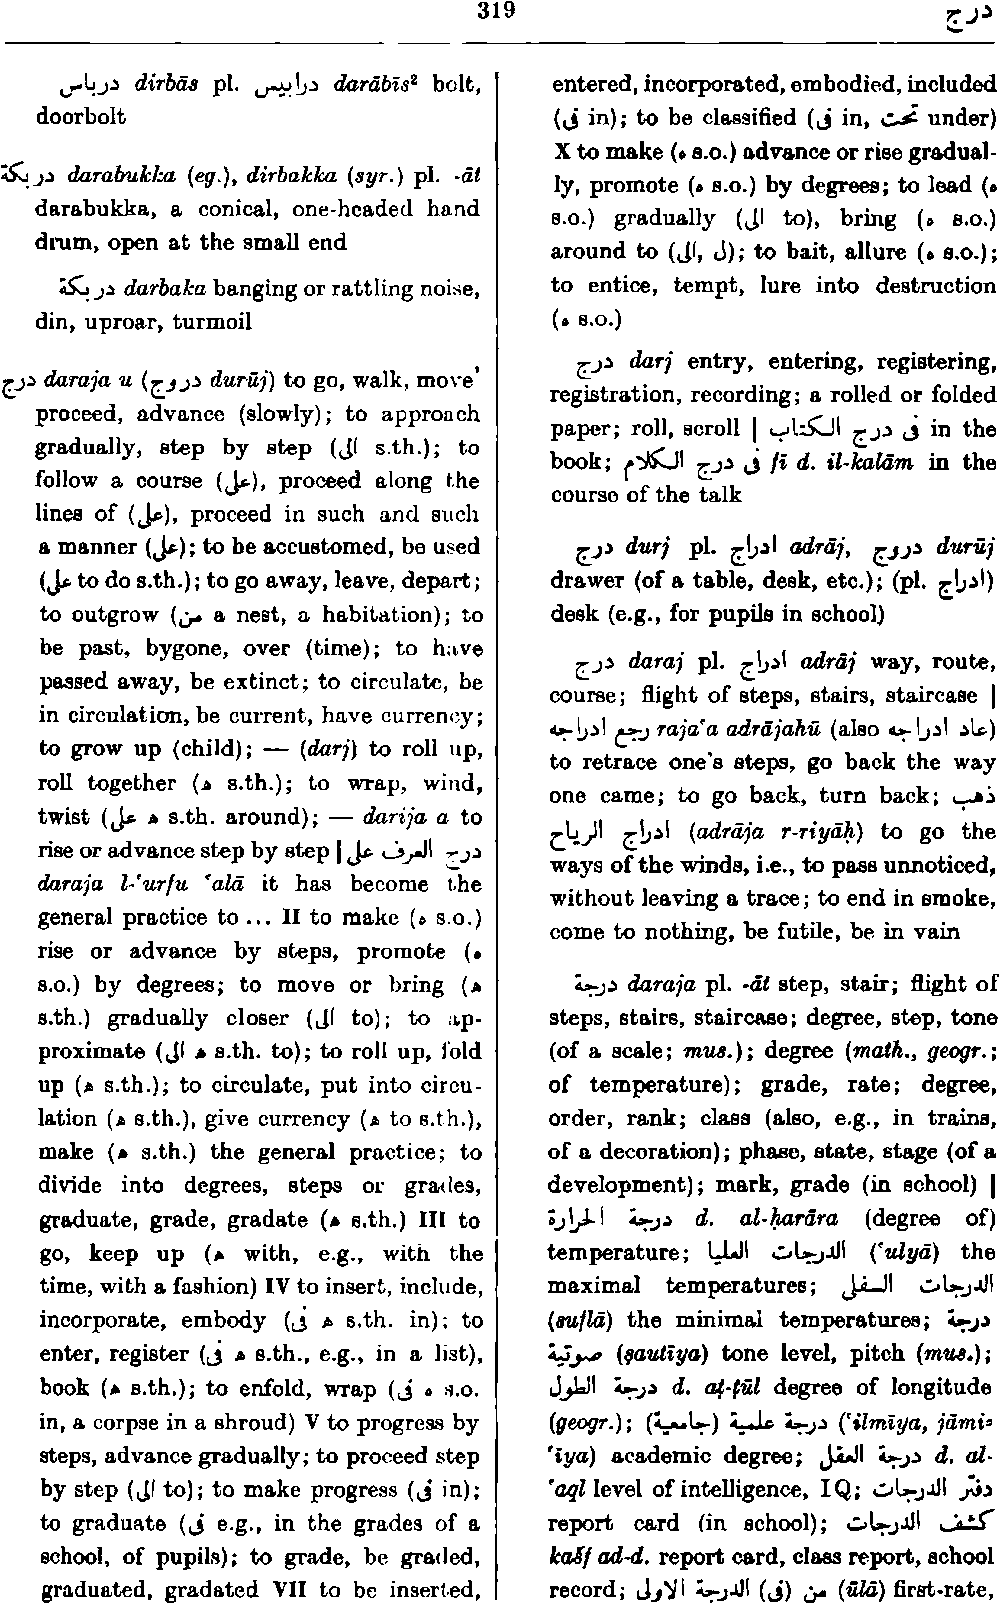 319
درج
درباس dirbās pl. درابيس darābīs² bolt,
doorbolt
دربكة darabukka (eg.), dirbakka (syr.) pl. -āt
darabukka, a conical, one-headed hand
drum, open at the small end
دربكة darbaka banging or rattling noise,
din, uproar, turmoil
درج daraja u (دروج durūj) to go, walk, move'
proceed, advance (slowly); to approach
gradually, step by step (الى s.th.); to
follow a course (على), proceed along the
lines of (على), proceed in such and such
a manner (على); to be accustomed, be used
(على to do s.th.); to go away, leave, depart;
to outgrow (من a nest, a habitation); to
be past, bygone, over (time); to have
passed away, be extinct; to circulate, be
in circulation, be current, have currency;
to grow up (child); — (darj) to roll up,
roll together (ه s.th.); to wrap, wind,
twist (على ه s.th. around); — darija a to
rise or advance step by step | درج العرف على
daraja l-‘urfu ‘alā it has become the
general practice to ... II to make (ه s.o.)
rise or advance by steps, promote (ه
s.o.) by degrees; to move or bring (ه
s.th.) gradually closer (الى to); to ap-
proximate (الى ه s.th. to); to roll up, fold
up (ه s.th.); to circulate, put into circu-
lation (ه s.th.), give currency (ه to s.th.),
make (ه s.th.) the general practice; to
divide into degrees, steps or grades,
graduate, grade, gradate (ه s.th.) III to
go, keep up (ه with, e.g., with the
time, with a fashion) IV to insert, include,
incorporate, embody (فى ه s.th. in); to
enter, register (فى ه s.th., e.g., in a list),
book (ه s.th.); to enfold, wrap (فى ه s.o.
in, a corpse in a shroud) V to progress by
steps, advance gradually; to proceed step
by step (الى to); to make progress (فى in);
to graduate (فى e.g., in the grades of a
school, of pupils); to grade, be graded,
graduated, gradated VII to be inserted,
entered, incorporated, embodied, included
(فى in); to be classified (فى in, تحت under)
X to make (ه s.o.) advance or rise gradual-
ly, promote (ه s.o.) by degrees; to lead (ه
s.o.) gradually (الى to), bring (ه s.o.)
around to (الى, ل); to bait, allure (ه s.o.);
to entice, tempt, lure into destruction
(ه s.o.)
درج darj entry, entering, registering,
registration, recording; a rolled or folded
paper; roll, scroll | فى درج الكتاب in the
book; فى درج الكلام fī d. il-kalām in the
course of the talk
درج durj pl. ادراج adrāj, دروج durūj
drawer (of a table, desk, etc.); (pl. ادراج)
desk (e.g., for pupils in school)
درج daraj pl. ادراج adrāj way, route,
course; flight of steps, stairs, staircase |
رجع ادراجه raja‘a adrājahū (also عاد ادراجه)
to retrace one's steps, go back the way
one came; to go back, turn back; ذهب
ادراج الرياح (adrāja r-riyāḥ) to go the
ways of the winds, i.e., to pass unnoticed,
without leaving a trace; to end in smoke,
come to nothing, be futile, be in vain
درجة daraja pl. -āt step, stair; flight of
steps, stairs, staircase; degree, step, tone
(of a scale; mus.); degree (math., geogr.;
of temperature); grade, rate; degree,
order, rank; class (also, e.g., in trains,
of a decoration); phase, state, stage (of a
development); mark, grade (in school) |
درجة الحرارة d. al-ḥarāra (degree of)
temperature; الدرجات العليا (‘ulyā) the
maximal temperatures; الدرجات السفلى
(suflā) the minimal temperatures; درجة
صوتية (ṣautīya) tone level, pitch (mus.);
درجة الطول d. aṭ-ṭūl degree of longitude
(geogr.); درجة علمية (جامعية) (‘ilmīya, jāmi-
‘īya) academic degree; درجة العقل d. al-
‘aql level of intelligence, IQ; دفتر الدرجات
report card (in school); كشف الدرجات
kašf ad-d. report card, class report, school
record; من (فى) الدرجة الاولى (ūlā) first-rate,